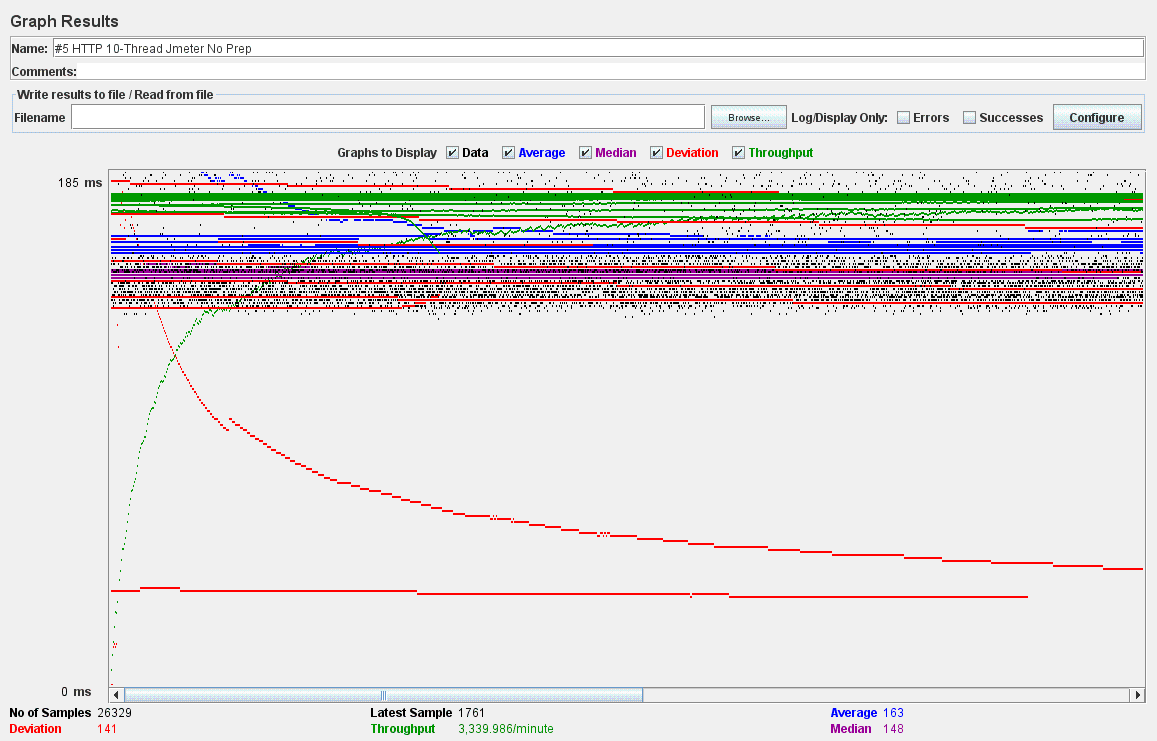 Graph Results
Name: #5 HTTP 10-Thread Jmeter No Prep
Comments:
Write results to file / Read from file
Filename Browse... Log/Display Only: Errors Successes Configure
Graphs to Display Data Average Median Deviation Throughput
185 ms
0 ms
No of Samples 26329 Latest Sample 1761 Average 163
Deviation 141 Throughput 3,339.986/minute Median 148